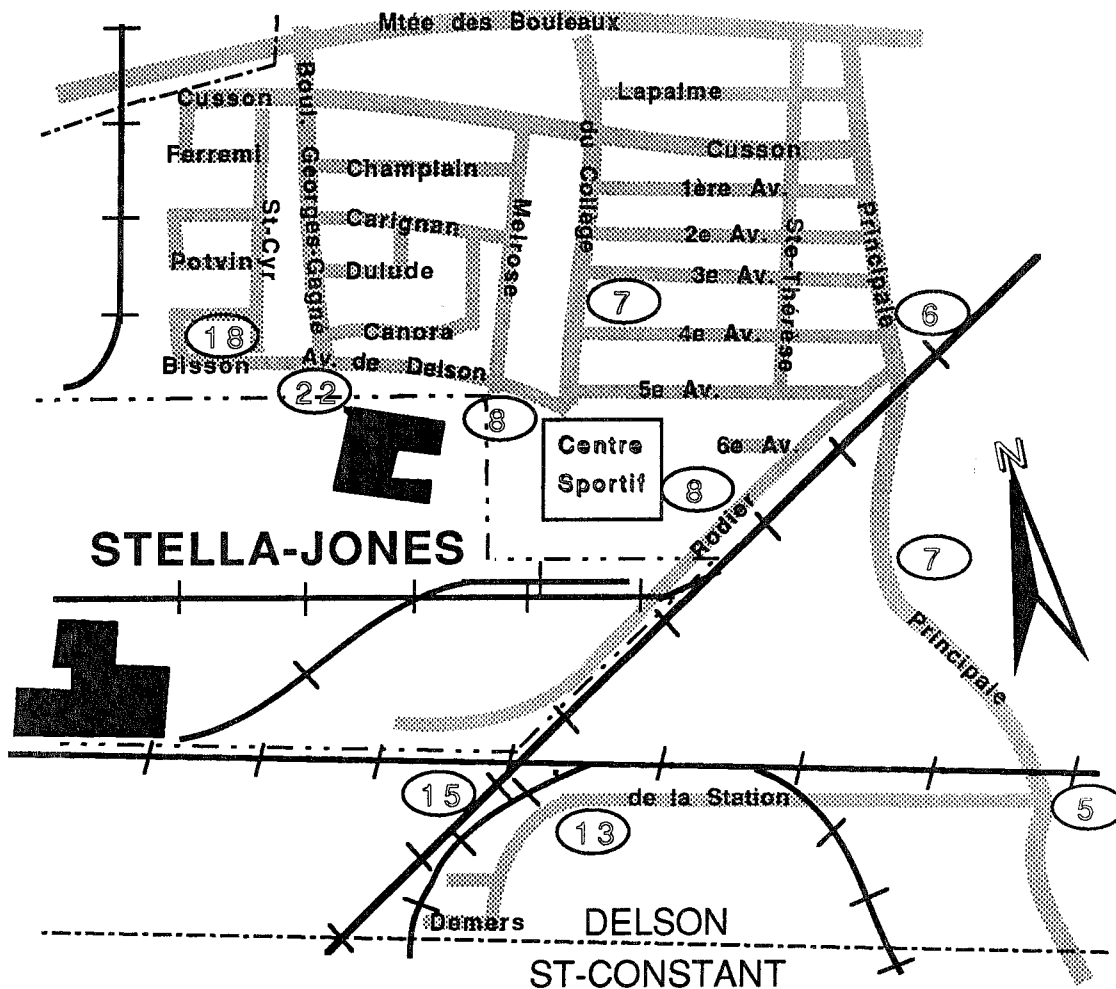 Mtée des Bouleaux
Cusson
Boul. Georges-Gagné
Lapalme
du Collège
Cusson
Ferremi
Champlain
1ère Av.
St-Cyr
Carignan
Melrose
2e Av.
Ste-Thérèse
Principale
Potvin
Dulude
3e Av.
7
6
18
Canora
4e Av.
Bisson
Av. de Delson
22
5e Av.
8
Centre
Sportif
6e Av.
8
N
STELLA-JONES
Rodier
7
Principale
15
de la Station
5
13
Demers
DELSON
ST-CONSTANT